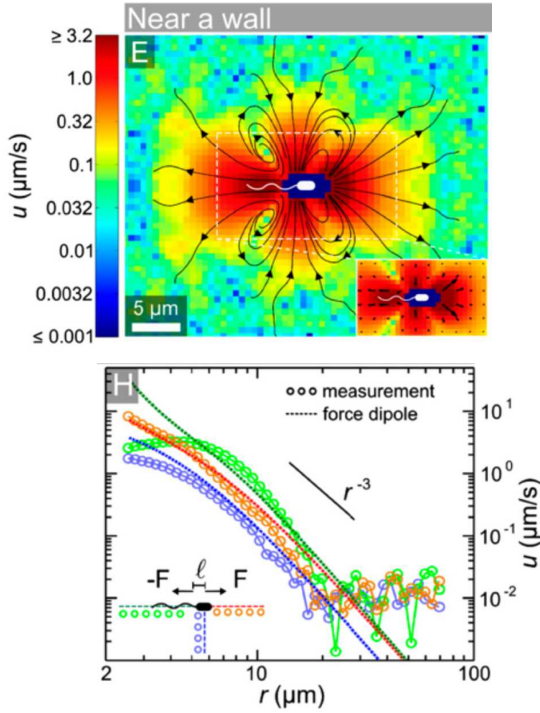 Near a wall
E
≥ 3.2
1.0
0.32
0.1
0.032
0.01
0.0032
≤ 0.001
u (μm/s)
5 μm
H
measurement
force dipole
r⁻³
-F
ℓ
F
10¹
10⁰
10⁻¹
10⁻²
u (μm/s)
2
10
100
r (μm)